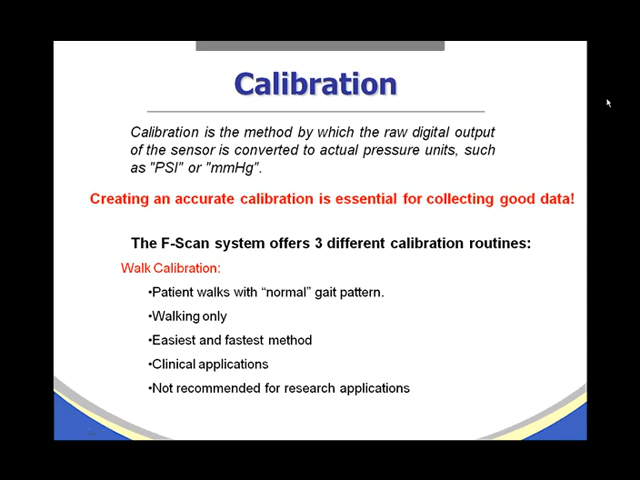 Calibration
Calibration is the method by which the raw digital output
of the sensor is converted to actual pressure units, such
as "PSI" or "mmHg".
Creating an accurate calibration is essential for collecting good data!
The F-Scan system offers 3 different calibration routines:
Walk Calibration:
•Patient walks with “normal” gait pattern.
•Walking only
•Easiest and fastest method
•Clinical applications
•Not recommended for research applications